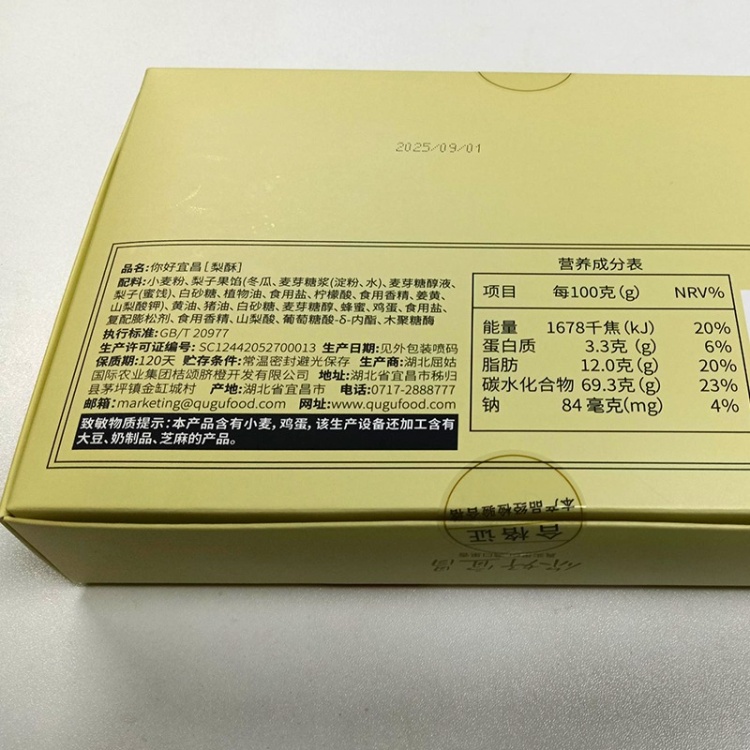 2025/09/01
品名:你好宜昌[梨酥]
配料:小麦粉、梨子果馅(冬瓜、麦芽糖浆(淀粉、水)、麦芽糖醇液、
梨子(蜜饯)、白砂糖、植物油、食用盐、柠檬酸、食用香精、姜黄、
山梨酸钾)、黄油、猪油、白砂糖、麦芽糖醇、蜂蜜、鸡蛋、食用盐、
复配膨松剂、食用香精、山梨酸、葡萄糖酸-δ-内酯、木聚糖酶
执行标准:GB/T 20977
生产许可证编号: SC12442052700013 生产日期:见外包装喷码
保质期:120天 贮存条件:常温密封避光保存 生产商:湖北屈姑
国际农业集团桔颂脐橙开发有限公司 地址:湖北省宜昌市秭归
县茅坪镇金缸城村 产地:湖北省宜昌市 电话:0717-2888777
邮箱:marketing@qugufood.com 网址:www.qugufood.com
致敏物质提示:本产品含有小麦,鸡蛋,该生产设备还加工含有
大豆、奶制品、芝麻的产品。
营养成分表
项目 每100克(g) NRV%
能量 1678千焦(kJ) 20%
蛋白质 3.3克 (g) 6%
脂肪 12.0克(g) 20%
碳水化合物 69.3克(g) 23%
钠 84 毫克(mg) 4%
合格证
本产品经检验合格